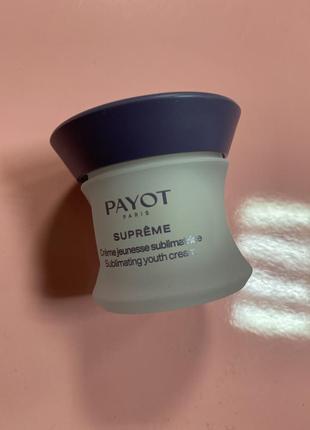 PAYOT
PARIS
SUPRÊME
Crème jeunesse sublimatrice
Sublimating youth cream